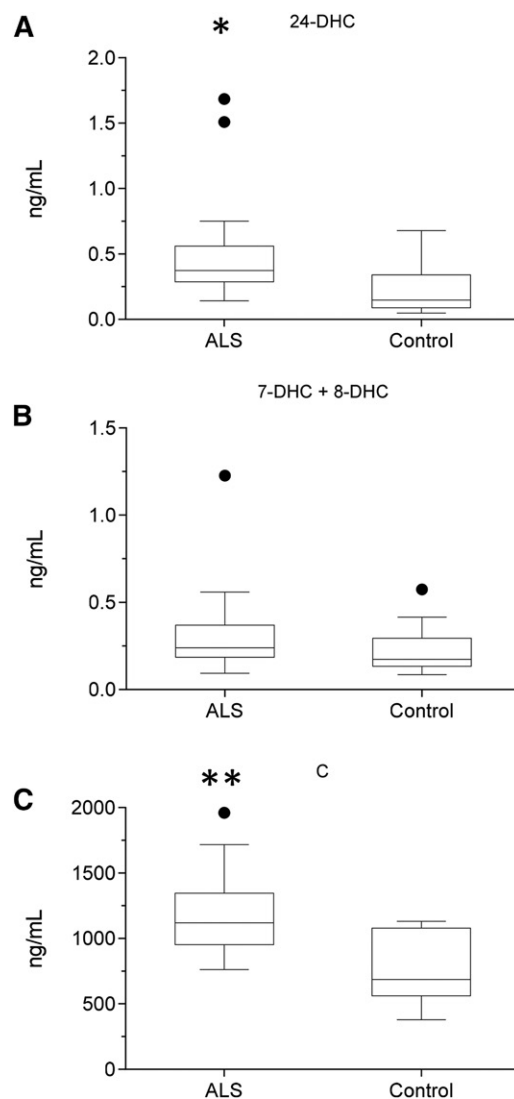 A
*
24-DHC
2.0
1.5
1.0
0.5
0.0
ng/mL
ALS
Control
B
7-DHC + 8-DHC
1.5
1.0
0.5
0.0
ng/mL
ALS
Control
C
**
C
2000
1500
1000
500
0
ng/mL
ALS
Control